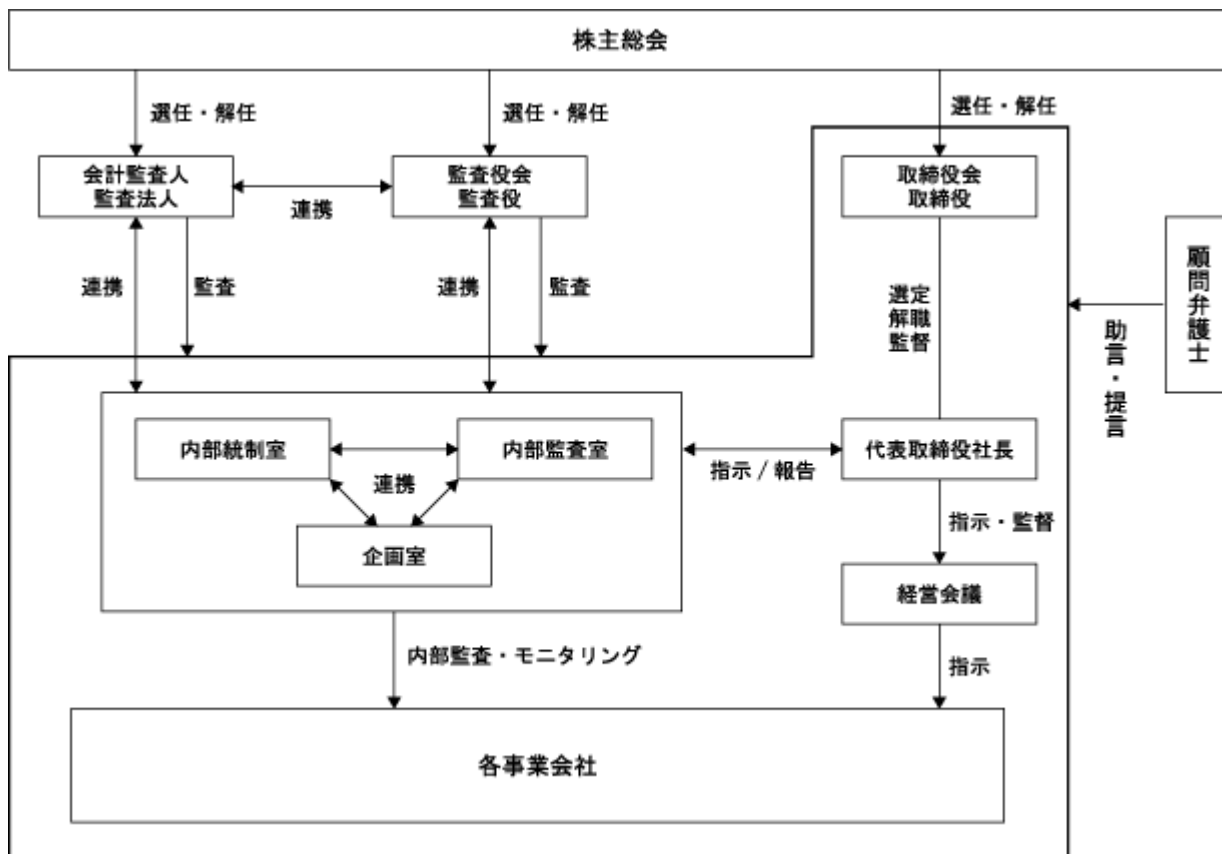 株主総会
選任・解任
選任・解任
選任・解任
会計監査人
監査法人
連携
監査役会
監査役
取締役会
取締役
連携
監査
連携
監査
選定
解職
監督
顧問弁護士
助言・提言
内部統制室
連携
内部監査室
企画室
指示 / 報告
代表取締役社長
指示・監督
経営会議
内部監査・モニタリング
指示
各事業会社